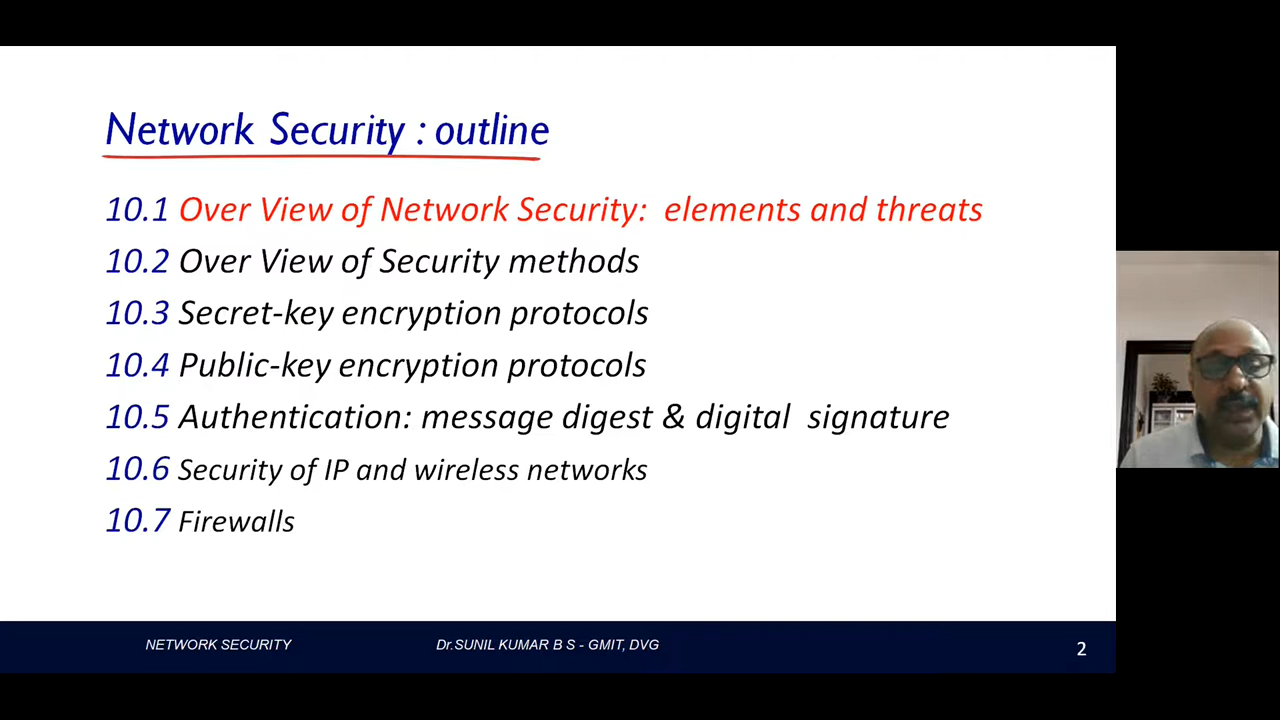 Network Security : outline
10.1 Over View of Network Security: elements and threats
10.2 Over View of Security methods
10.3 Secret-key encryption protocols
10.4 Public-key encryption protocols
10.5 Authentication: message digest & digital signature
10.6 Security of IP and wireless networks
10.7 Firewalls
NETWORK SECURITY Dr.SUNIL KUMAR B S - GMIT, DVG 2